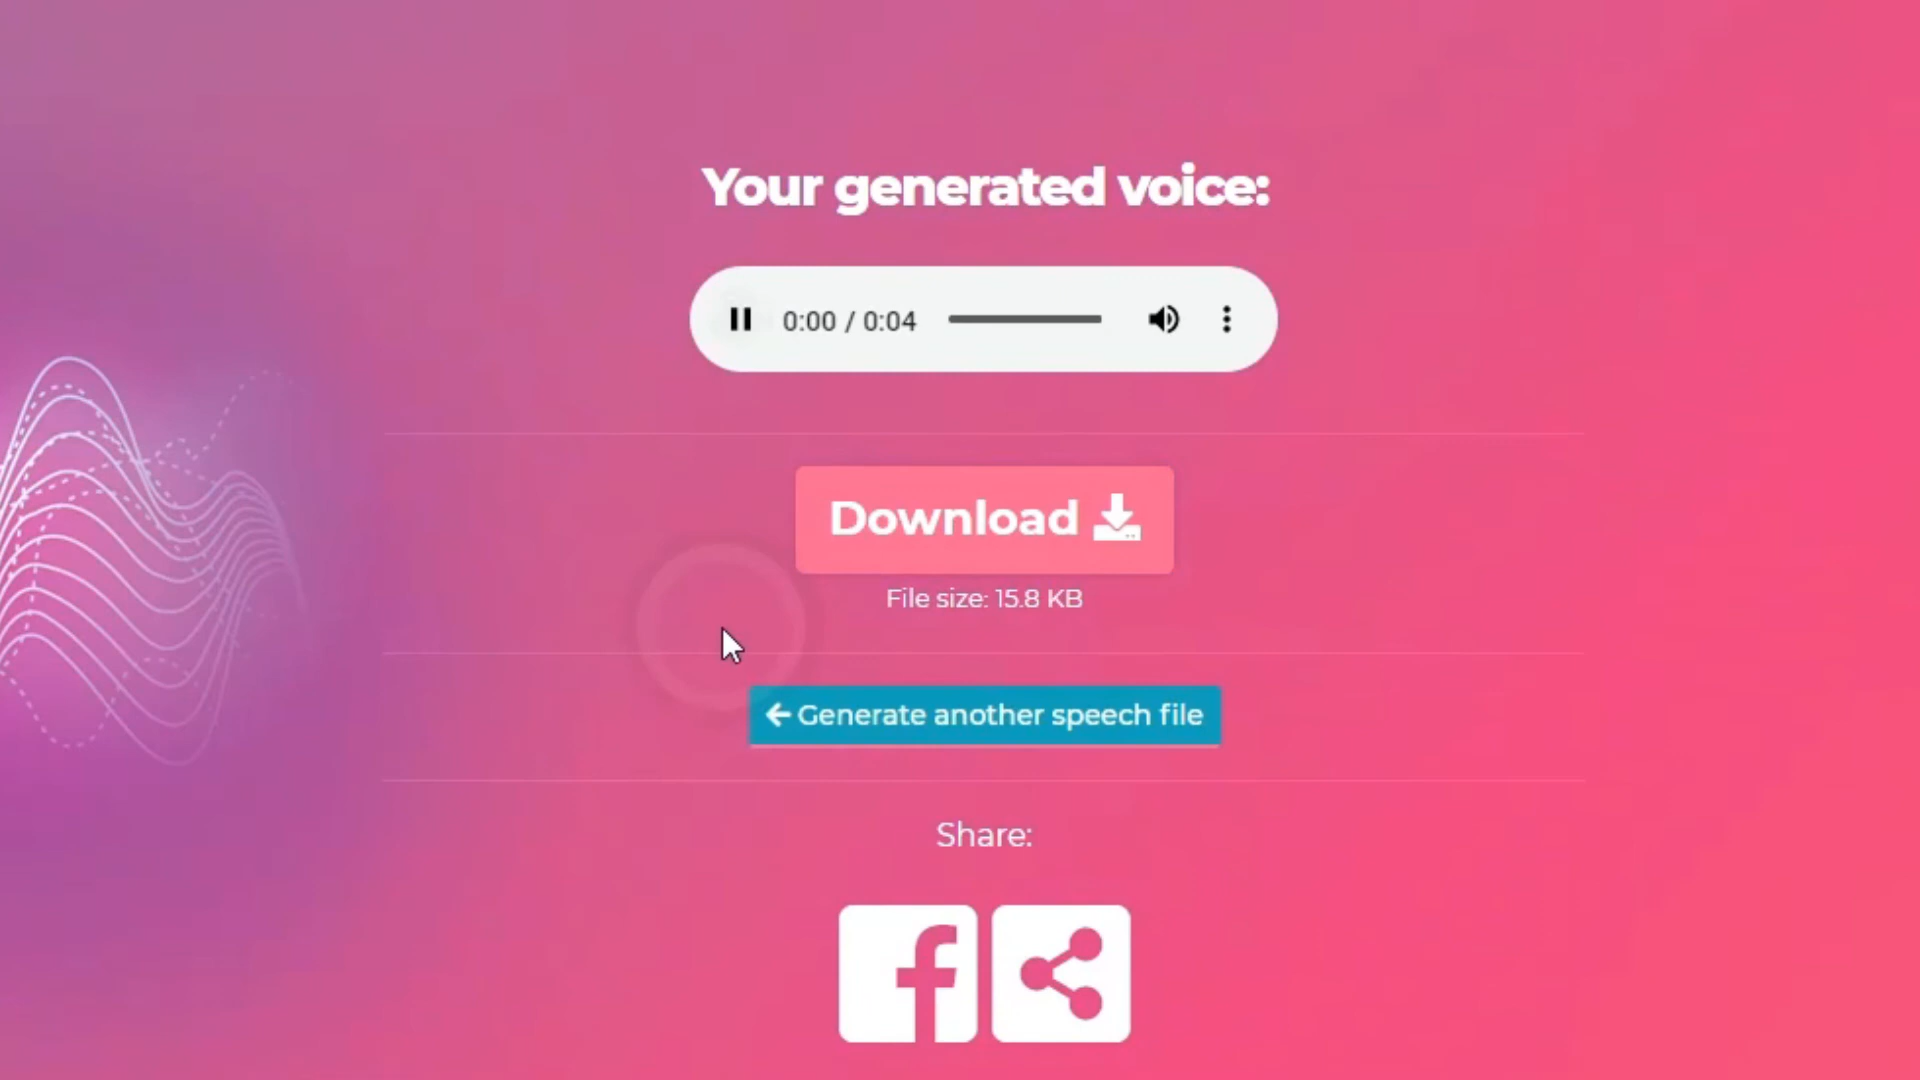 Your generated voice:
0:00 / 0:04
Download
File size: 15.8 KB
Generate another speech file
Share: